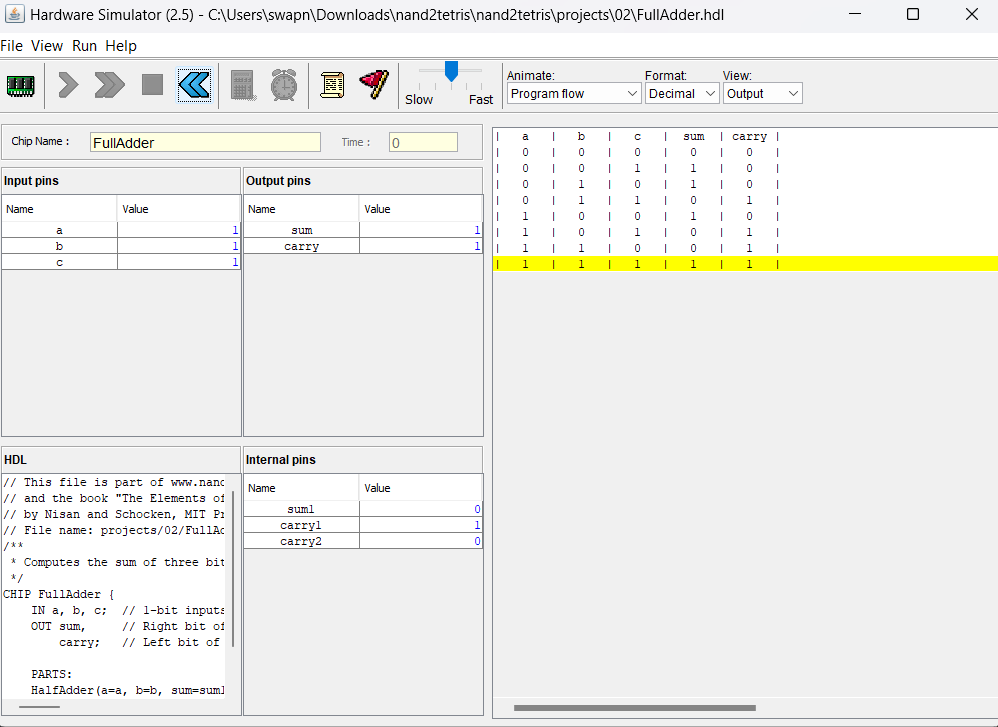 Hardware Simulator (2.5) - C:\Users\swapn\Downloads\nand2tetris\nand2tetris\projects\02\FullAdder.hdl
File View Run Help
Slow Fast
Animate: Format: View:
Program flow Decimal Output
Chip Name : FullAdder Time : 0
Input pins
Name Value
a 1
b 1
c 1
Output pins
Name Value
sum 1
carry 1
HDL
// This file is part of www.nand
// and the book "The Elements of
// by Nisan and Schocken, MIT Pr
// File name: projects/02/FullAd
/**
* Computes the sum of three bit
*/
CHIP FullAdder {
IN a, b, c; // 1-bit inputs
OUT sum, // Right bit of
carry; // Left bit of
PARTS:
HalfAdder(a=a, b=b, sum=sum1
Internal pins
Name Value
sum1 0
carry1 1
carry2 0
| a | b | c | sum | carry |
| 0 | 0 | 0 | 0 | 0 |
| 0 | 0 | 1 | 1 | 0 |
| 0 | 1 | 0 | 1 | 0 |
| 0 | 1 | 1 | 0 | 1 |
| 1 | 0 | 0 | 1 | 0 |
| 1 | 0 | 1 | 0 | 1 |
| 1 | 1 | 0 | 0 | 1 |
| 1 | 1 | 1 | 1 | 1 |